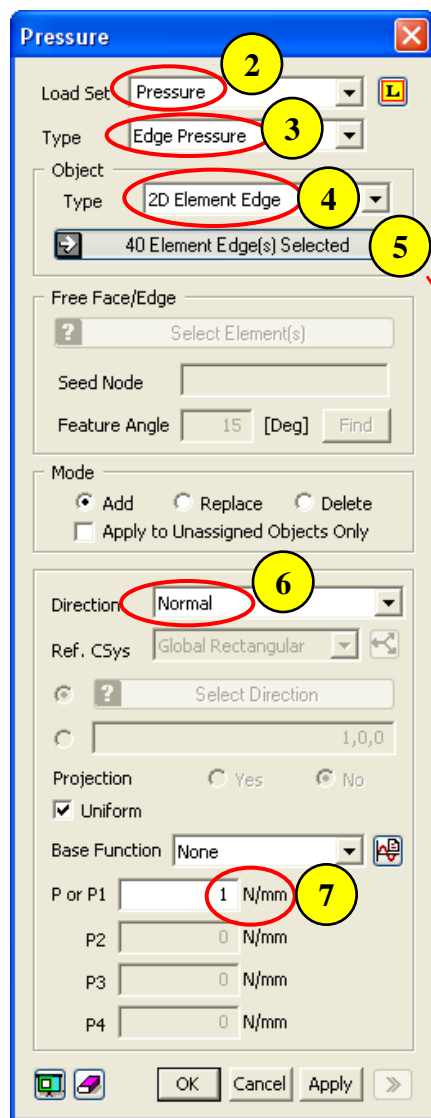 Pressure
2
Load Set Pressure L
3
Type Edge Pressure
Object
4
Type 2D Element Edge
40 Element Edge(s) Selected 5
Free Face/Edge
? Select Element(s)
Seed Node
Feature Angle 15 [Deg] Find
Mode
Add Replace Delete
Apply to Unassigned Objects Only
6
Direction Normal
Ref. CSys Global Rectangular
? Select Direction
1,0,0
Projection Yes No
Uniform
Base Function None
P or P1 1 N/mm 7
P2 0 N/mm
P3 0 N/mm
P4 0 N/mm
OK Cancel Apply >>